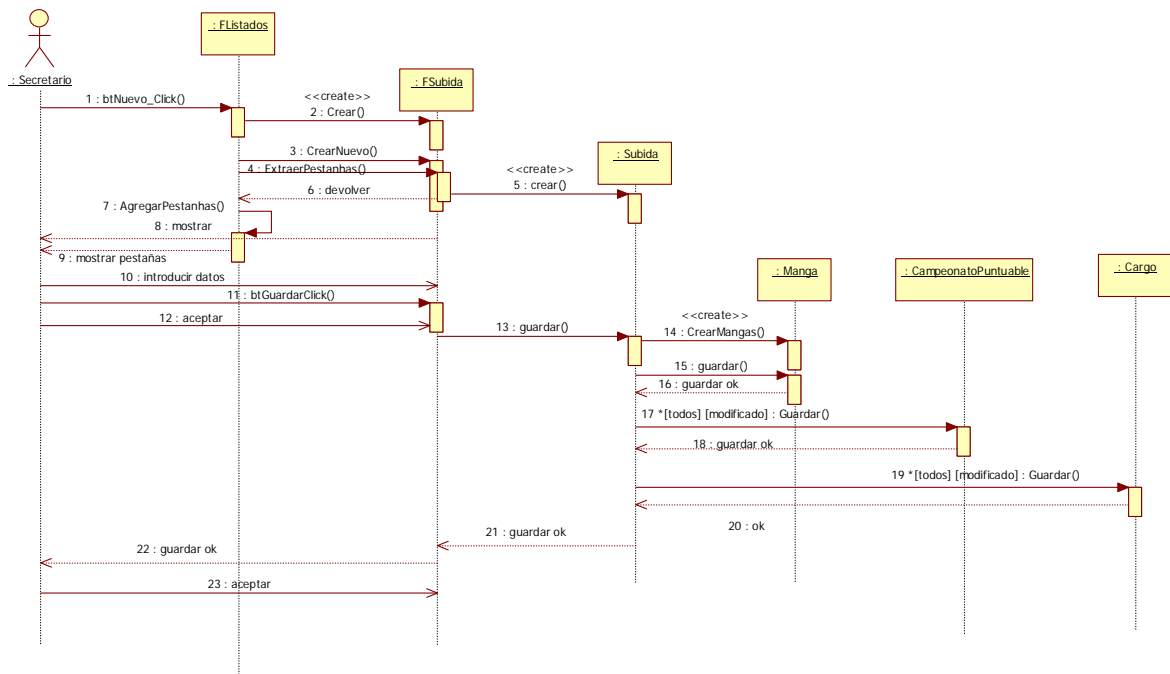 : FListados
: Secretario
: FSubida
1 : btNuevo_Click()
<<create>>
2 : Crear()
3 : CrearNuevo()
4 : ExtraerPestanhas()
: Subida
<<create>>
5 : crear()
6 : devolver
7 : AgregarPestanhas()
8 : mostrar
9 : mostrar pestañas
10 : introducir datos
: Manga
: CampeonatoPuntuable
: Cargo
11 : btGuardarClick()
12 : aceptar
13 : guardar()
<<create>>
14 : CrearMangas()
15 : guardar()
16 : guardar ok
17 *[todos] [modificado] : Guardar()
18 : guardar ok
19 *[todos] [modificado] : Guardar()
20 : ok
21 : guardar ok
22 : guardar ok
23 : aceptar